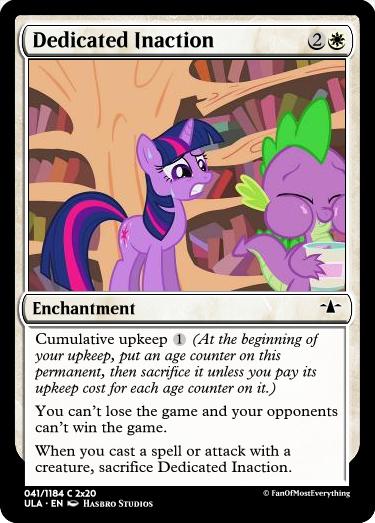 Dedicated Inaction 2
Enchantment
Cumulative upkeep 1 (At the beginning of
your upkeep, put an age counter on this
permanent, then sacrifice it unless you pay its
upkeep cost for each age counter on it.)
You can't lose the game and your opponents
can't win the game.
When you cast a spell or attack with a
creature, sacrifice Dedicated Inaction.
041/1184 C 2x20
ULA • EN Hasbro Studios
© FanOfMostEverything